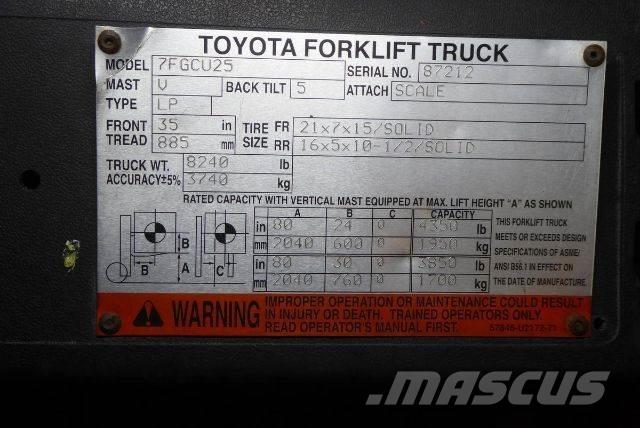 TOYOTA FORKLIFT TRUCK
MODEL 7FGCU25 SERIAL NO. 87212
MAST V BACK TILT 5 ATTACH SCALE
TYPE LP
FRONT TREAD 35 in TIRE SIZE FR 21x7x15/SOLID
885 mm RR 16x5x10-1/2/SOLID
TRUCK WT. 8240 lb
ACCURACY±5% 3740 kg
RATED CAPACITY WITH VERTICAL MAST EQUIPPED AT MAX. LIFT HEIGHT "A" AS SHOWN
A B C CAPACITY
in 80 24 0 4350 lb
mm 2040 600 0 1950 kg
in 80 30 0 3850 lb
mm 2040 760 0 1700 kg
B B A C
THIS FORKLIFT TRUCK
MEETS OR EXCEEDS DESIGN
SPECIFICATIONS OF ASME/
ANSI B56.1 IN EFFECT ON
THE DATE OF MANUFACTURE.
WARNING
IMPROPER OPERATION OR MAINTENANCE COULD RESULT
IN INJURY OR DEATH. TRAINED OPERATORS ONLY.
READ OPERATOR'S MANUAL FIRST.
57846-U2172-71
MASCUS